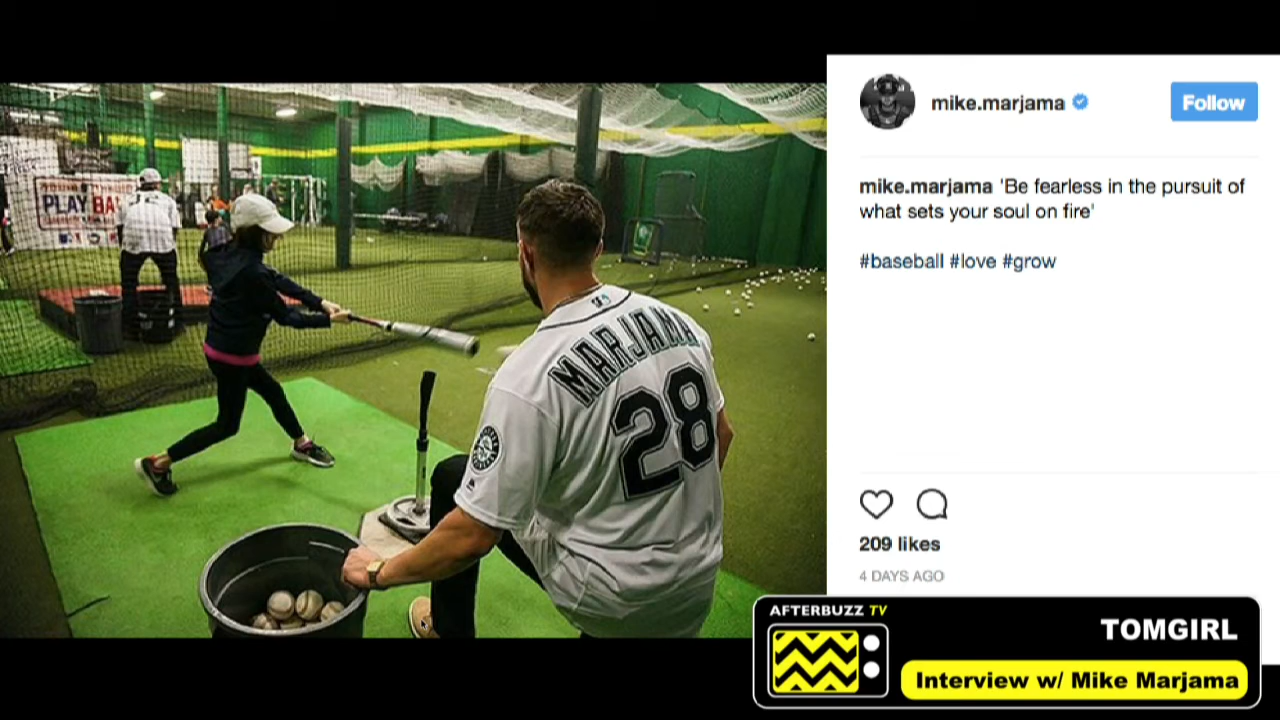 mike.marjama
Follow
mike.marjama 'Be fearless in the pursuit of
what sets your soul on fire'
#baseball #love #grow
PLAY BA
MARJAMA
28
209 likes
4 DAYS AGO
AFTERBUZZ TV
TOMGIRL
Interview w/ Mike Marjama